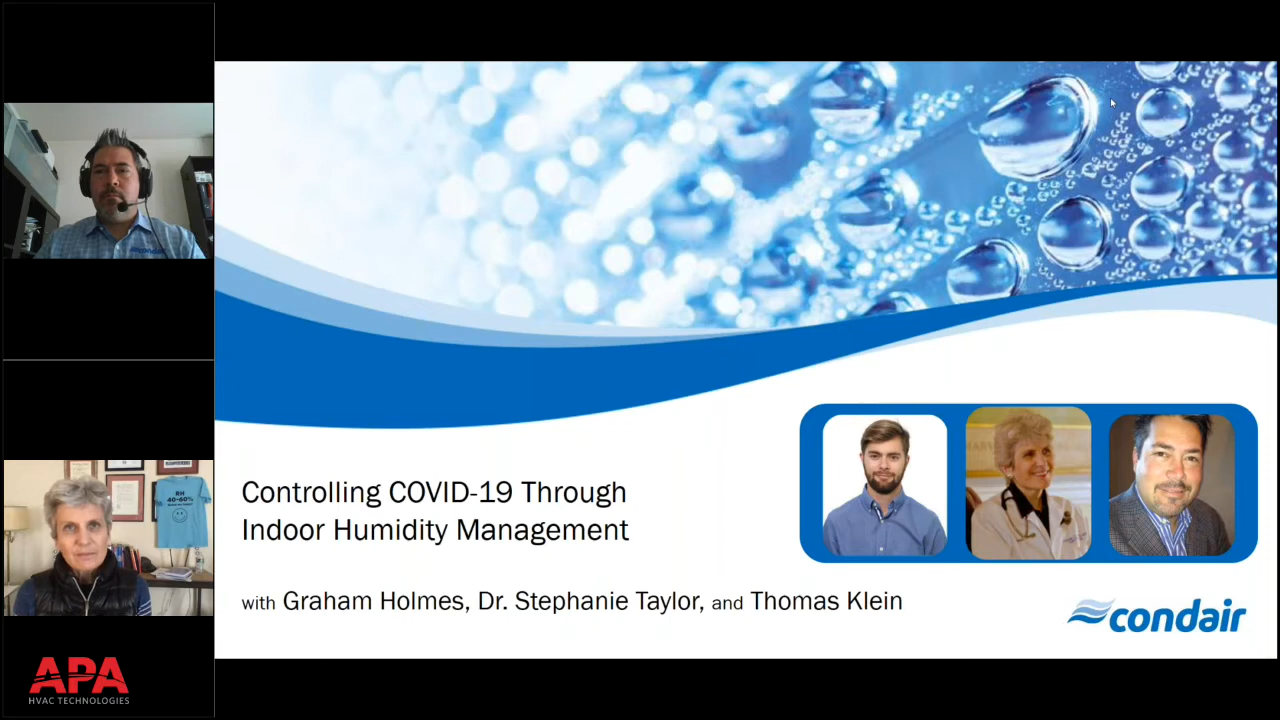 RH
40-60%
APA
HVAC TECHNOLOGIES
Controlling COVID-19 Through
Indoor Humidity Management
with Graham Holmes, Dr. Stephanie Taylor, and Thomas Klein
condair